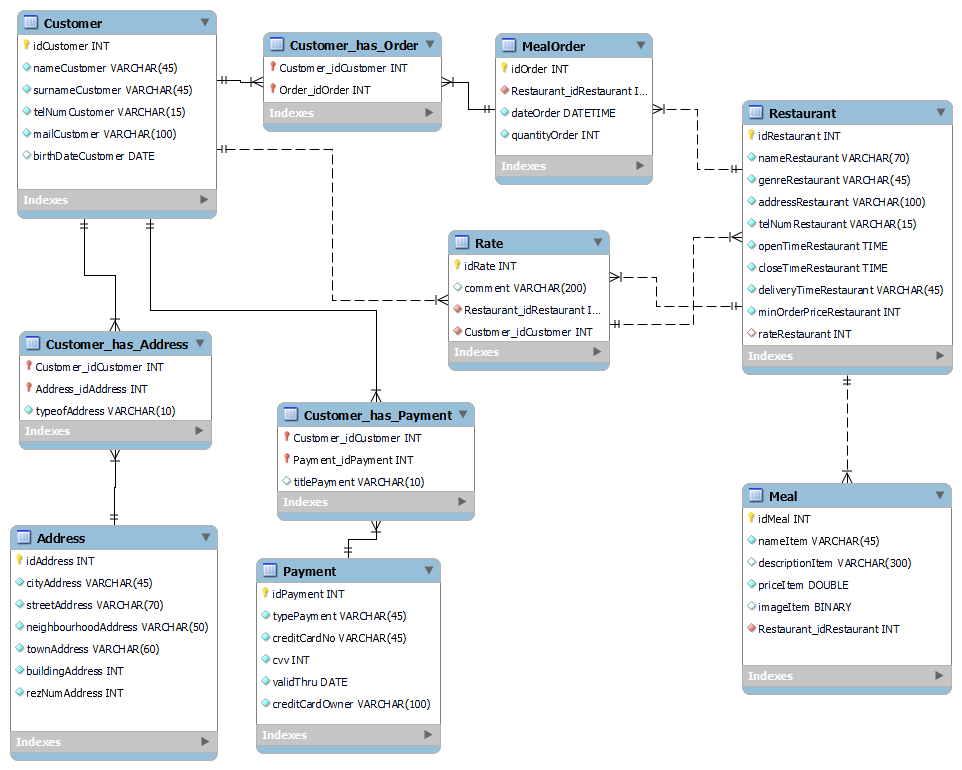 Customer
idCustomer INT
nameCustomer VARCHAR(45)
surnameCustomer VARCHAR(45)
telNumCustomer VARCHAR(15)
mailCustomer VARCHAR(100)
birthDateCustomer DATE
Indexes
Customer_has_Order
Customer_idCustomer INT
Order_idOrder INT
Indexes
MealOrder
idOrder INT
Restaurant_idRestaurant I...
dateOrder DATETIME
quantityOrder INT
Indexes
Restaurant
idRestaurant INT
nameRestaurant VARCHAR(70)
genreRestaurant VARCHAR(45)
addressRestaurant VARCHAR(100)
telNumRestaurant VARCHAR(15)
openTimeRestaurant TIME
closeTimeRestaurant TIME
deliveryTimeRestaurant VARCHAR(45)
minOrderPriceRestaurant INT
rateRestaurant INT
Indexes
Rate
idRate INT
comment VARCHAR(200)
Restaurant_idRestaurant I...
Customer_idCustomer INT
Indexes
Customer_has_Address
Customer_idCustomer INT
Address_idAddress INT
typeofAddress VARCHAR(10)
Indexes
Customer_has_Payment
Customer_idCustomer INT
Payment_idPayment INT
titlePayment VARCHAR(10)
Indexes
Meal
idMeal INT
nameItem VARCHAR(45)
descriptionItem VARCHAR(300)
priceItem DOUBLE
imageItem BINARY
Restaurant_idRestaurant INT
Indexes
Address
idAddress INT
cityAddress VARCHAR(45)
streetAddress VARCHAR(70)
neighbourhoodAddress VARCHAR(50)
townAddress VARCHAR(60)
buildingAddress INT
rezNumAddress INT
Indexes
Payment
idPayment INT
typePayment VARCHAR(45)
creditCardNo VARCHAR(45)
cvv INT
validThru DATE
creditCardOwner VARCHAR(100)
Indexes